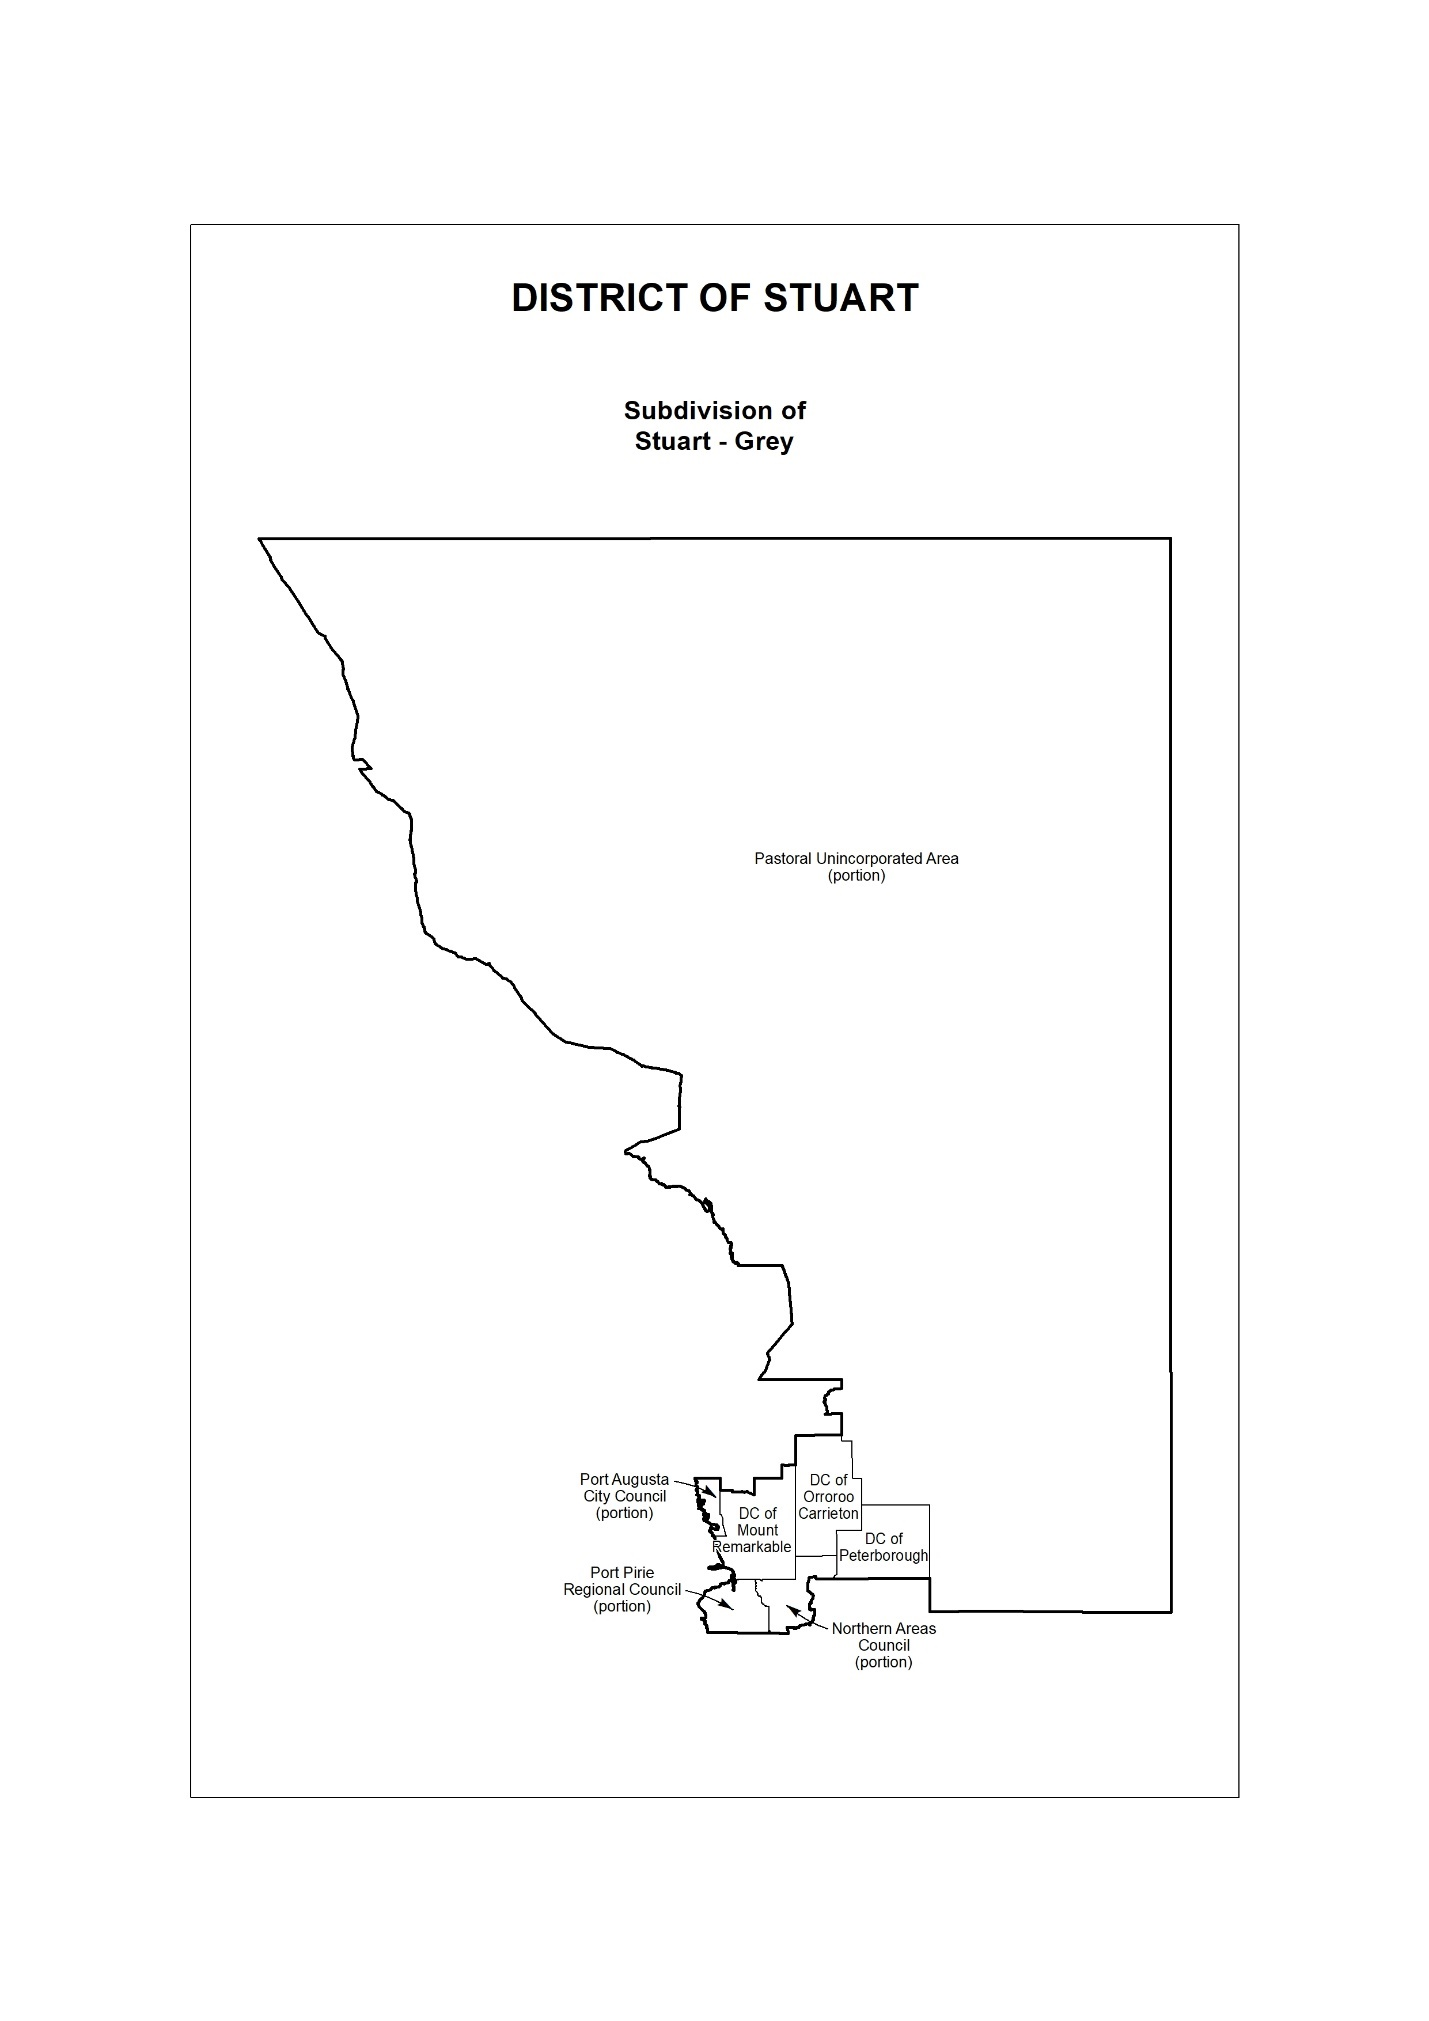 DISTRICT OF STUART
Subdivision of
Stuart - Grey
Pastoral Unincorporated Area
(portion)
Port Augusta
City Council
(portion)
DC of
Orroroo
Carrieton
DC of
Mount
Remarkable
DC of
Peterborough
Port Pirie
Regional Council
(portion)
Northern Areas
Council
(portion)